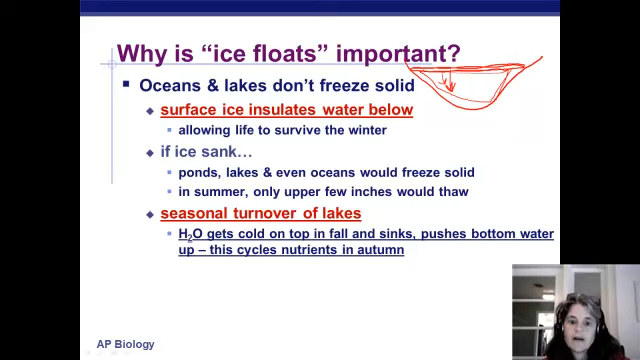 Why is “ice floats” important?
Oceans & lakes don’t freeze solid
surface ice insulates water below
allowing life to survive the winter
if ice sank…
ponds, lakes & even oceans would freeze solid
in summer, only upper few inches would thaw
seasonal turnover of lakes
H₂O gets cold on top in fall and sinks, pushes bottom water
up – this cycles nutrients in autumn
AP Biology